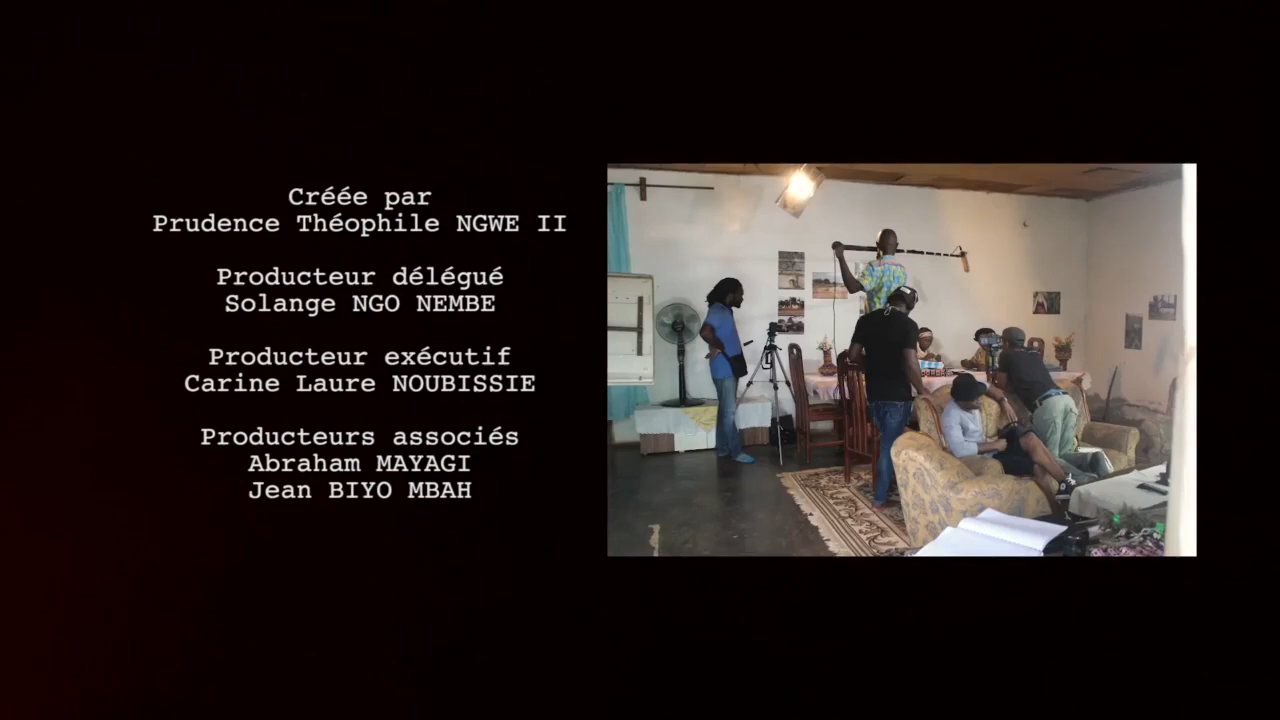 Créée par
Prudence Théophile NGWE II
Producteur délégué
Solange NGO NEMBE
Producteur exécutif
Carine Laure NOUBISSIE
Producteurs associés
Abraham MAYAGI
Jean BIYO MBAH